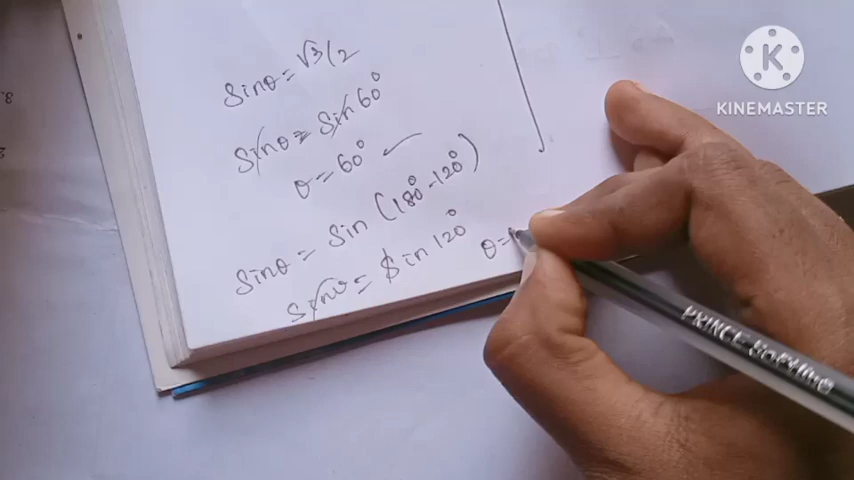 sinθ = √3/2
sinθ = sin 60°
θ = 60°
sinθ = sin (180° - 120°)
sinθ = sin 120°
θ =
K
KINEMASTER
PRINCE